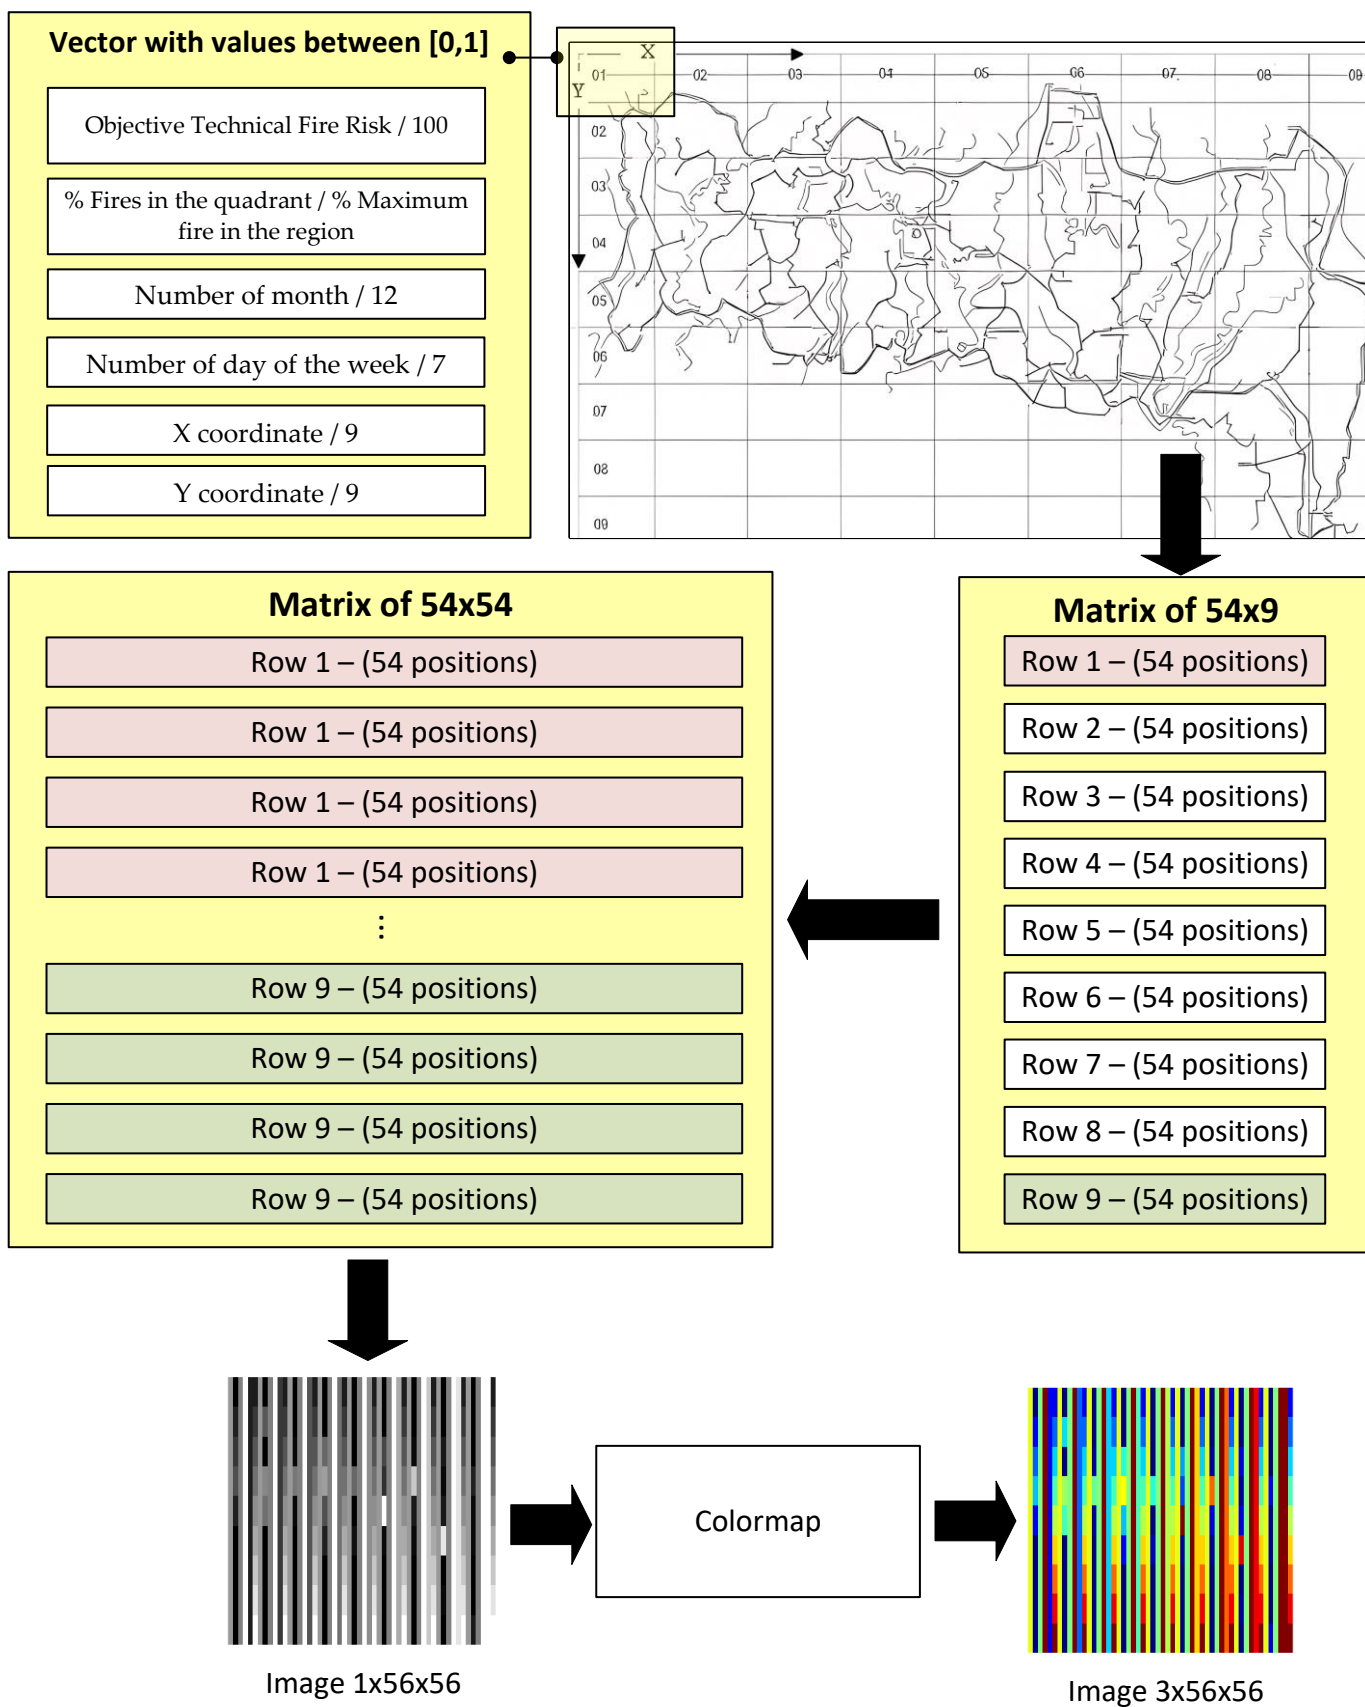 Vector with values between [0,1]
Objective Technical Fire Risk / 100
% Fires in the quadrant / % Maximum
fire in the region
Number of month / 12
Number of day of the week / 7
X coordinate / 9
Y coordinate / 9
X
Y
01 02 03 04 05 06 07. 08 09
02
03
04
05
06
07
08
09
Matrix of 54x54
Row 1 – (54 positions)
Row 1 – (54 positions)
Row 1 – (54 positions)
Row 1 – (54 positions)
⋮
Row 9 – (54 positions)
Row 9 – (54 positions)
Row 9 – (54 positions)
Row 9 – (54 positions)
Matrix of 54x9
Row 1 – (54 positions)
Row 2 – (54 positions)
Row 3 – (54 positions)
Row 4 – (54 positions)
Row 5 – (54 positions)
Row 6 – (54 positions)
Row 7 – (54 positions)
Row 8 – (54 positions)
Row 9 – (54 positions)
Colormap
Image 1x56x56
Image 3x56x56